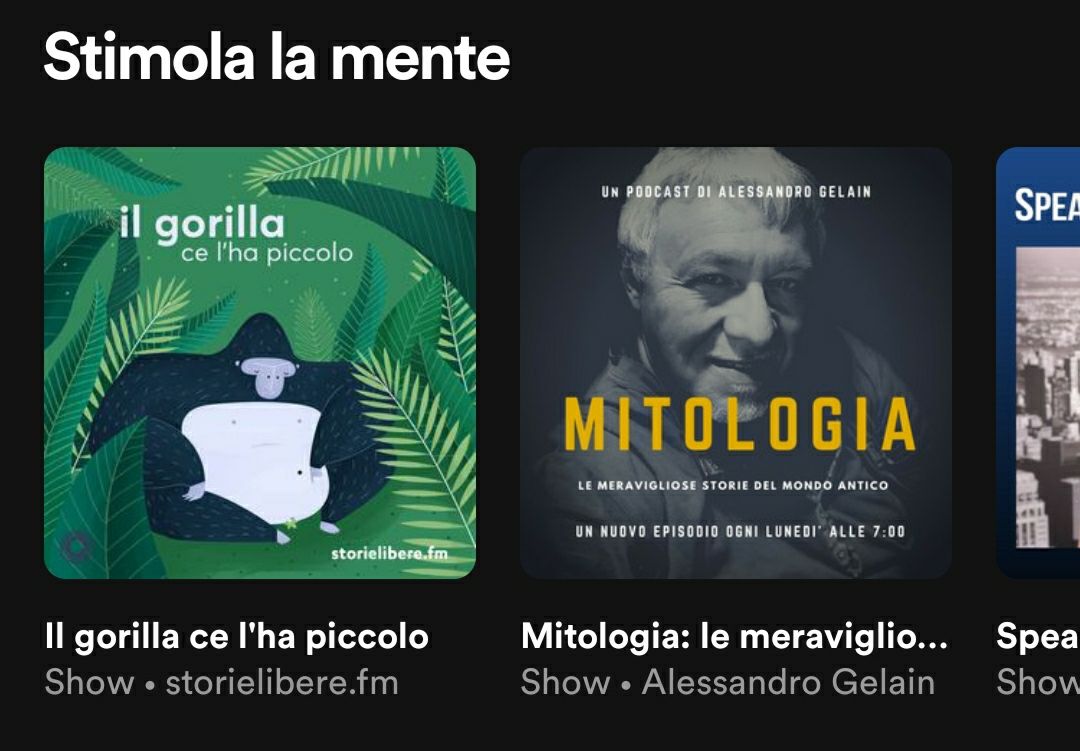 Stimola la mente
il gorilla
ce l'ha piccolo
storielibere.fm
Il gorilla ce l'ha piccolo
Show • storielibere.fm
UN PODCAST DI ALESSANDRO GELAIN
MITOLOGIA
LE MERAVIGLIOSE STORIE DEL MONDO ANTICO
UN NUOVO EPISODIO OGNI LUNEDI' ALLE 7:00
Mitologia: le meraviglio...
Show • Alessandro Gelain
SPEA
Spea
Show